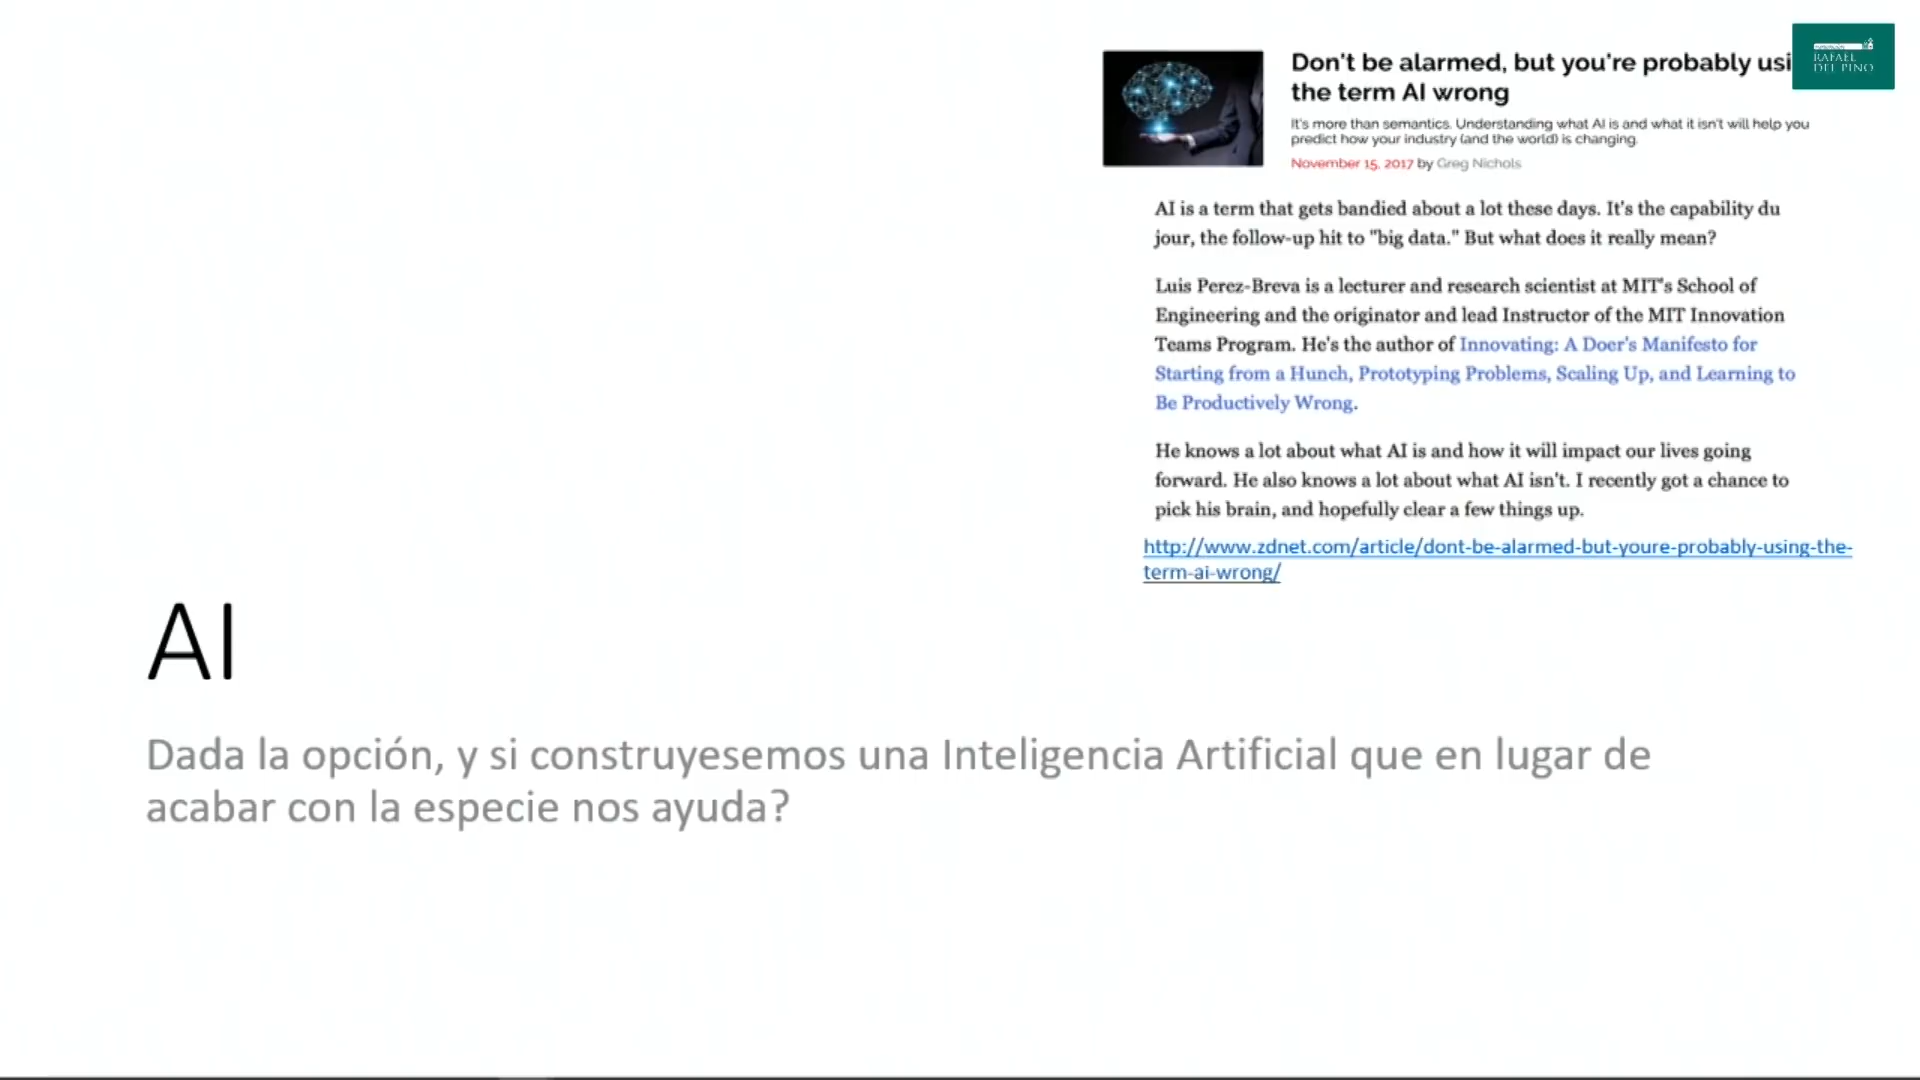 Don't be alarmed, but you're probably usi
the term AI wrong
It's more than semantics. Understanding what AI is and what it isn't will help you
predict how your industry (and the world) is changing.
November 15, 2017 by Greg Nichols
RAFAEL
DEL PINO
AI is a term that gets bandied about a lot these days. It's the capability du
jour, the follow-up hit to "big data." But what does it really mean?
Luis Perez-Breva is a lecturer and research scientist at MIT's School of
Engineering and the originator and lead Instructor of the MIT Innovation
Teams Program. He's the author of Innovating: A Doer's Manifesto for
Starting from a Hunch, Prototyping Problems, Scaling Up, and Learning to
Be Productively Wrong.
He knows a lot about what AI is and how it will impact our lives going
forward. He also knows a lot about what AI isn't. I recently got a chance to
pick his brain, and hopefully clear a few things up.
http://www.zdnet.com/article/dont-be-alarmed-but-youre-probably-using-the-
term-ai-wrong/
AI
Dada la opción, y si construyesemos una Inteligencia Artificial que en lugar de
acabar con la especie nos ayuda?